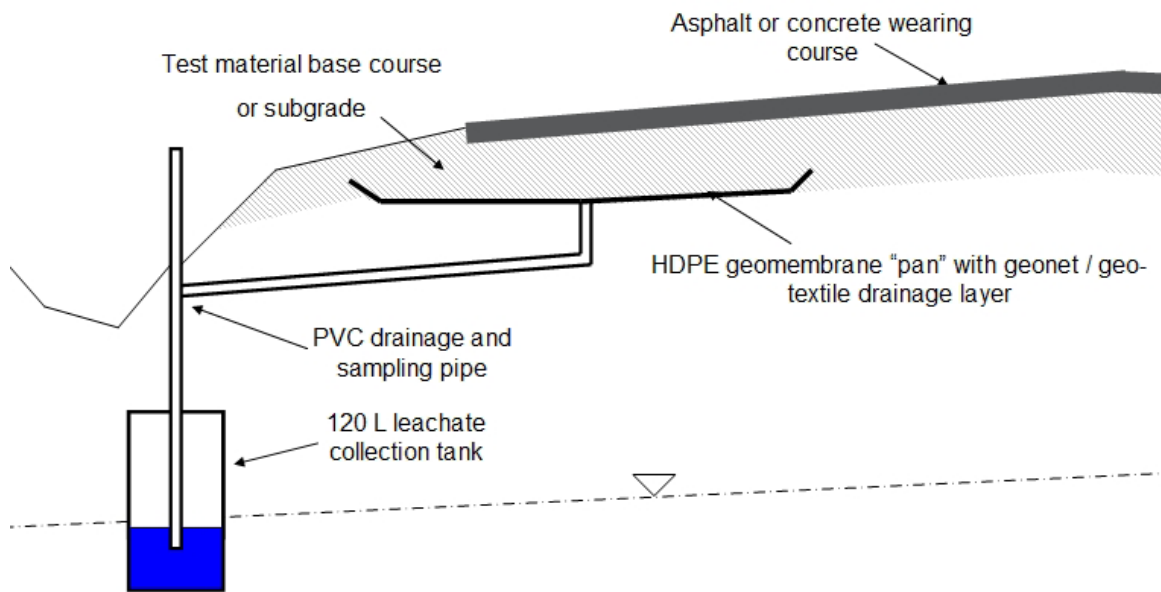 Asphalt or concrete wearing
course
Test material base course
or subgrade
HDPE geomembrane “pan” with geonet / geo-
textile drainage layer
PVC drainage and
sampling pipe
120 L leachate
collection tank